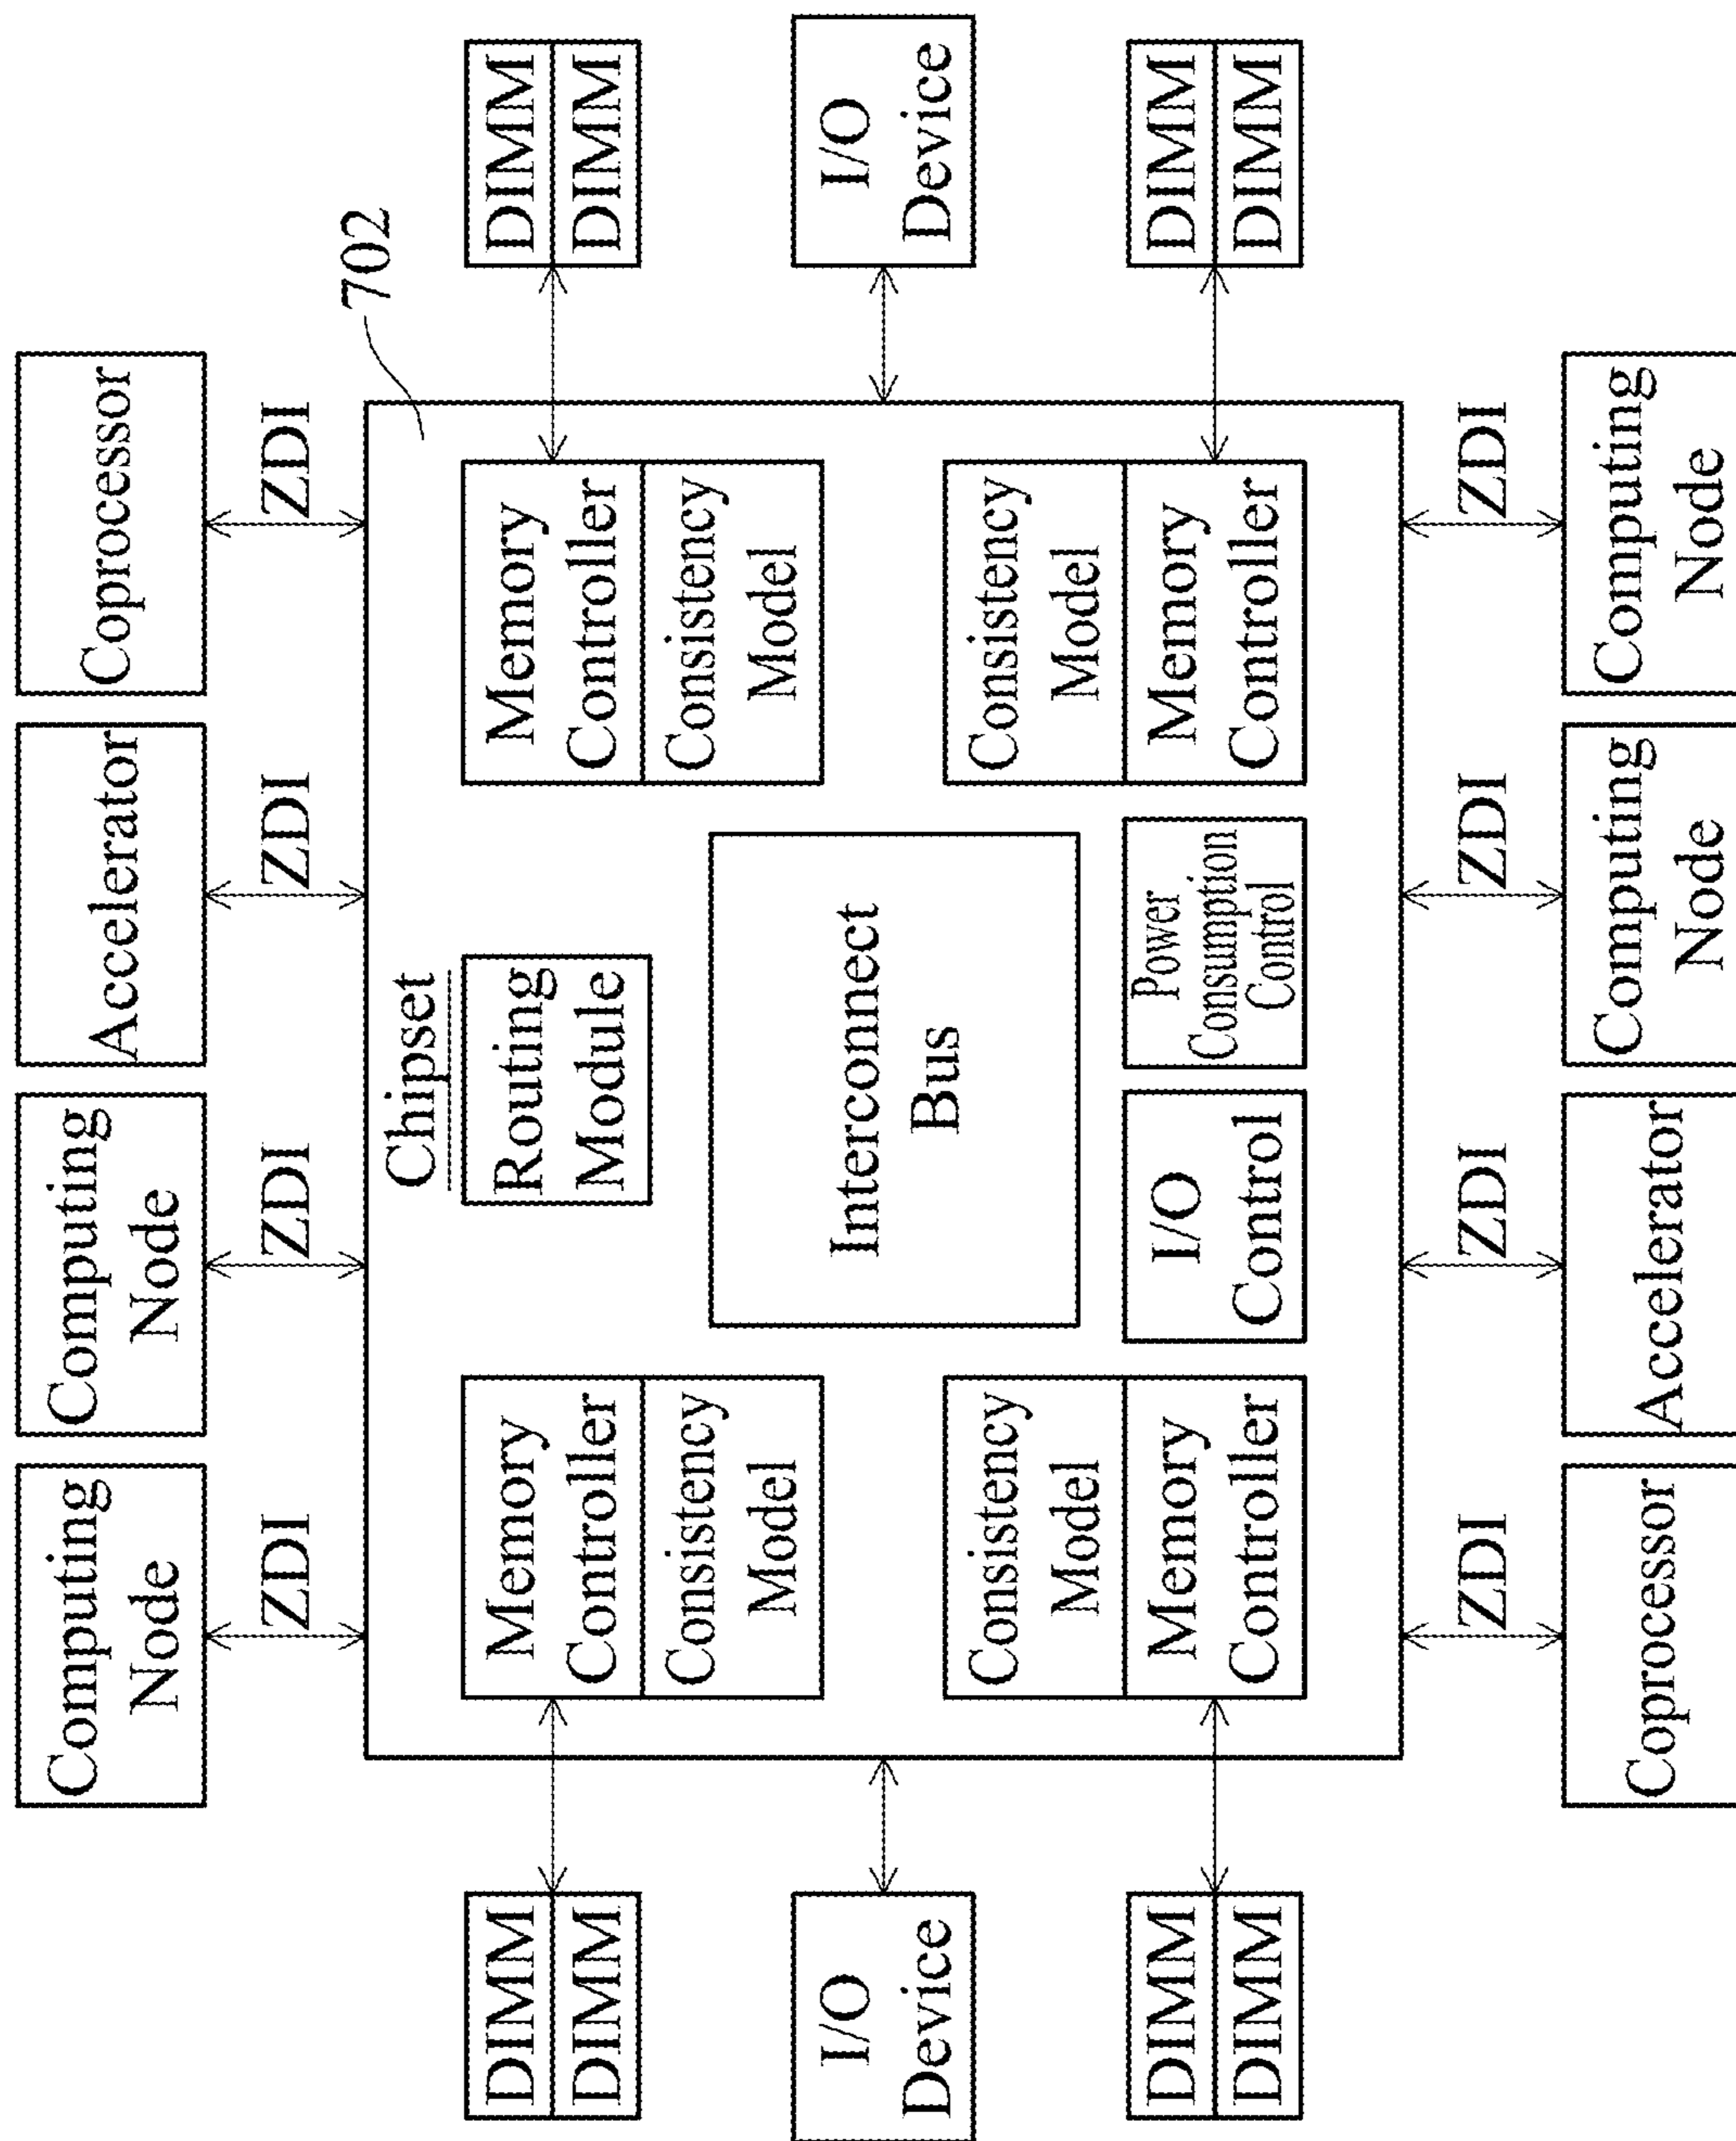 Computing
Node
Computing
Node
Accelerator
Coprocessor
ZDI
ZDI
ZDI
ZDI
702
Chipset
DIMM
DIMM
Memory
Controller
Consistency
Model
Routing
Module
Memory
Controller
Consistency
Model
DIMM
DIMM
I/O
Device
Interconnect
Bus
I/O
Device
DIMM
DIMM
Consistency
Model
Memory
Controller
I/O
Control
Power
Consumption
Control
Consistency
Model
Memory
Controller
DIMM
DIMM
ZDI
ZDI
ZDI
ZDI
Coprocessor
Accelerator
Computing
Node
Computing
Node